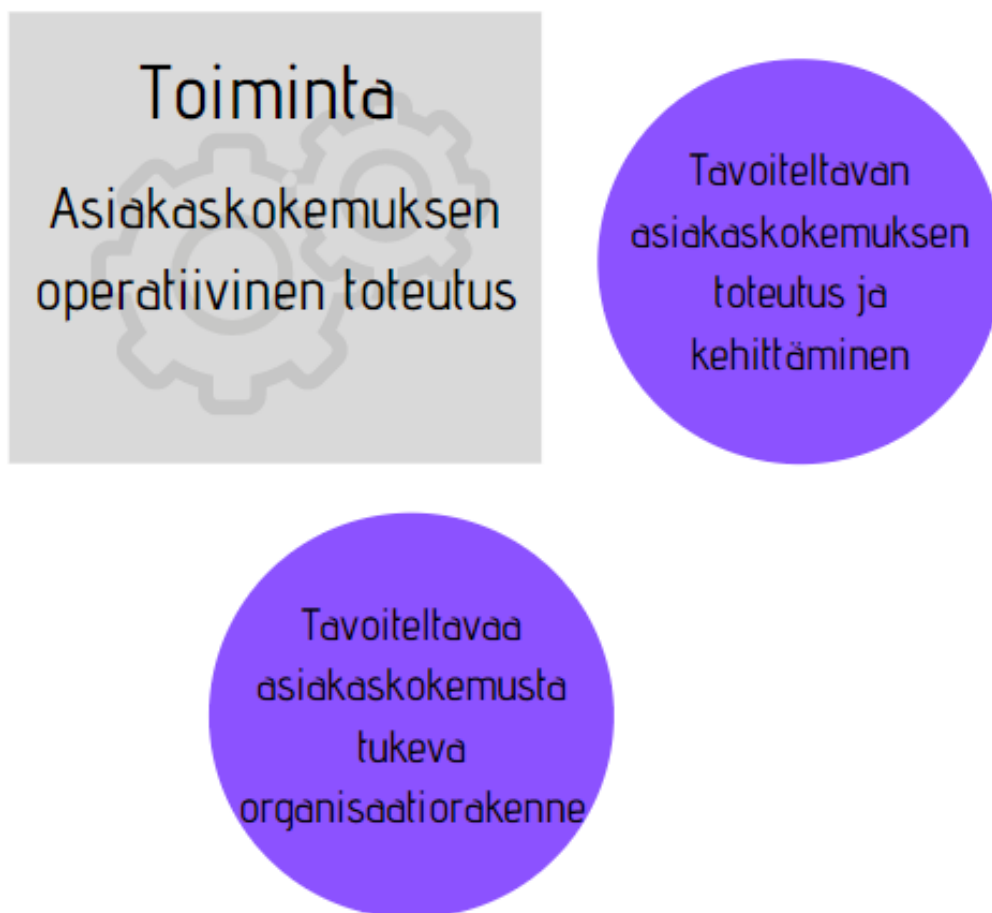 Toiminta
Asiakaskokemuksen
operatiivinen toteutus
Tavoiteltavan
asiakaskokemuksen
toteutus ja
kehittäminen
Tavoiteltavaa
asiakaskokemusta
tukeva
organisaatiorakenne